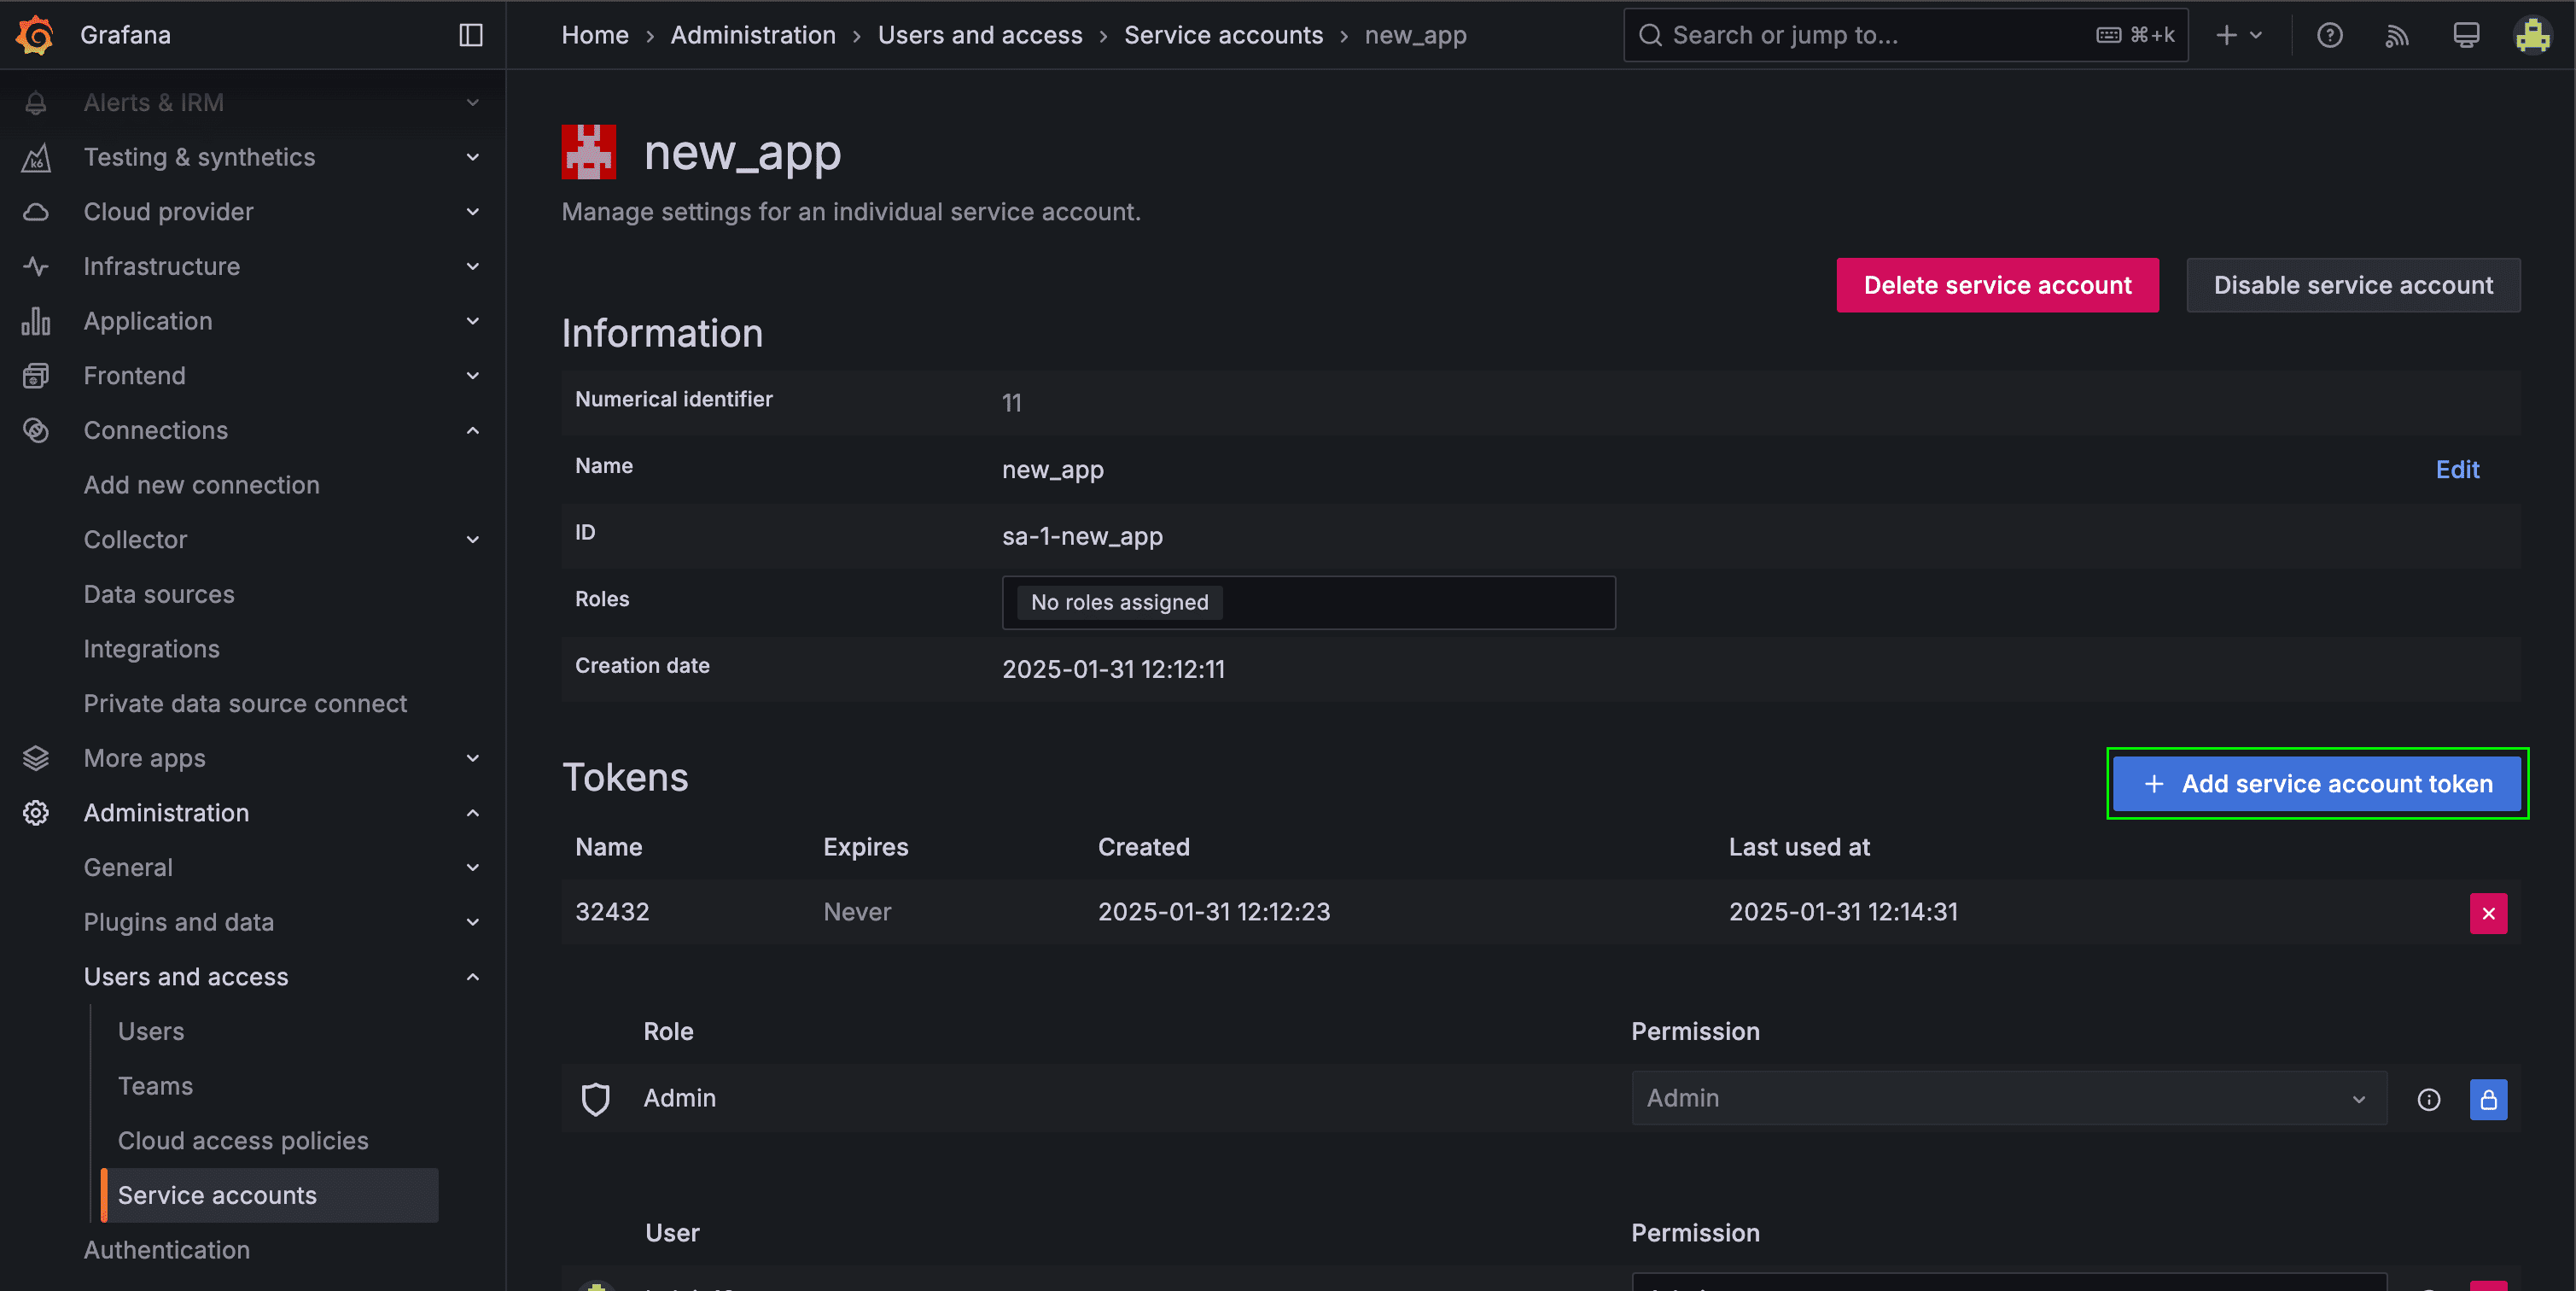 Grafana
Home › Administration › Users and access › Service accounts › new_app
Search or jump to...
⌘+k
Alerts & IRM
Testing & synthetics
Cloud provider
Infrastructure
Application
Frontend
Connections
Add new connection
Collector
Data sources
Integrations
Private data source connect
More apps
Administration
General
Plugins and data
Users and access
Users
Teams
Cloud access policies
Service accounts
Authentication
new_app
Manage settings for an individual service account.
Delete service account
Disable service account
Information
Numerical identifier 11
Name new_app Edit
ID sa-1-new_app
Roles No roles assigned
Creation date 2025-01-31 12:12:11
Tokens
+ Add service account token
Name Expires Created Last used at
32432 Never 2025-01-31 12:12:23 2025-01-31 12:14:31
Role Permission
Admin Admin
User Permission